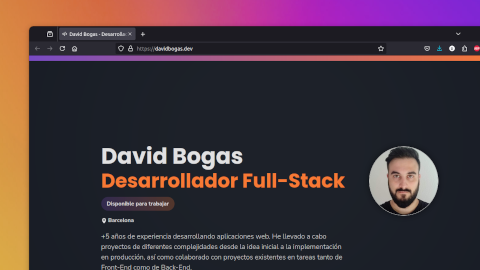 David Bogas - Desarrolla
https://davidbogas.dev
David Bogas
Desarrollador Full-Stack
Disponible para trabajar
Barcelona
+5 años de experiencia desarrollando aplicaciones web. He llevado a cabo
proyectos de diferentes complejidades desde la idea inicial a la implementación
en producción, así como colaborado con proyectos existentes en tareas tanto de
Front-End como de Back-End.